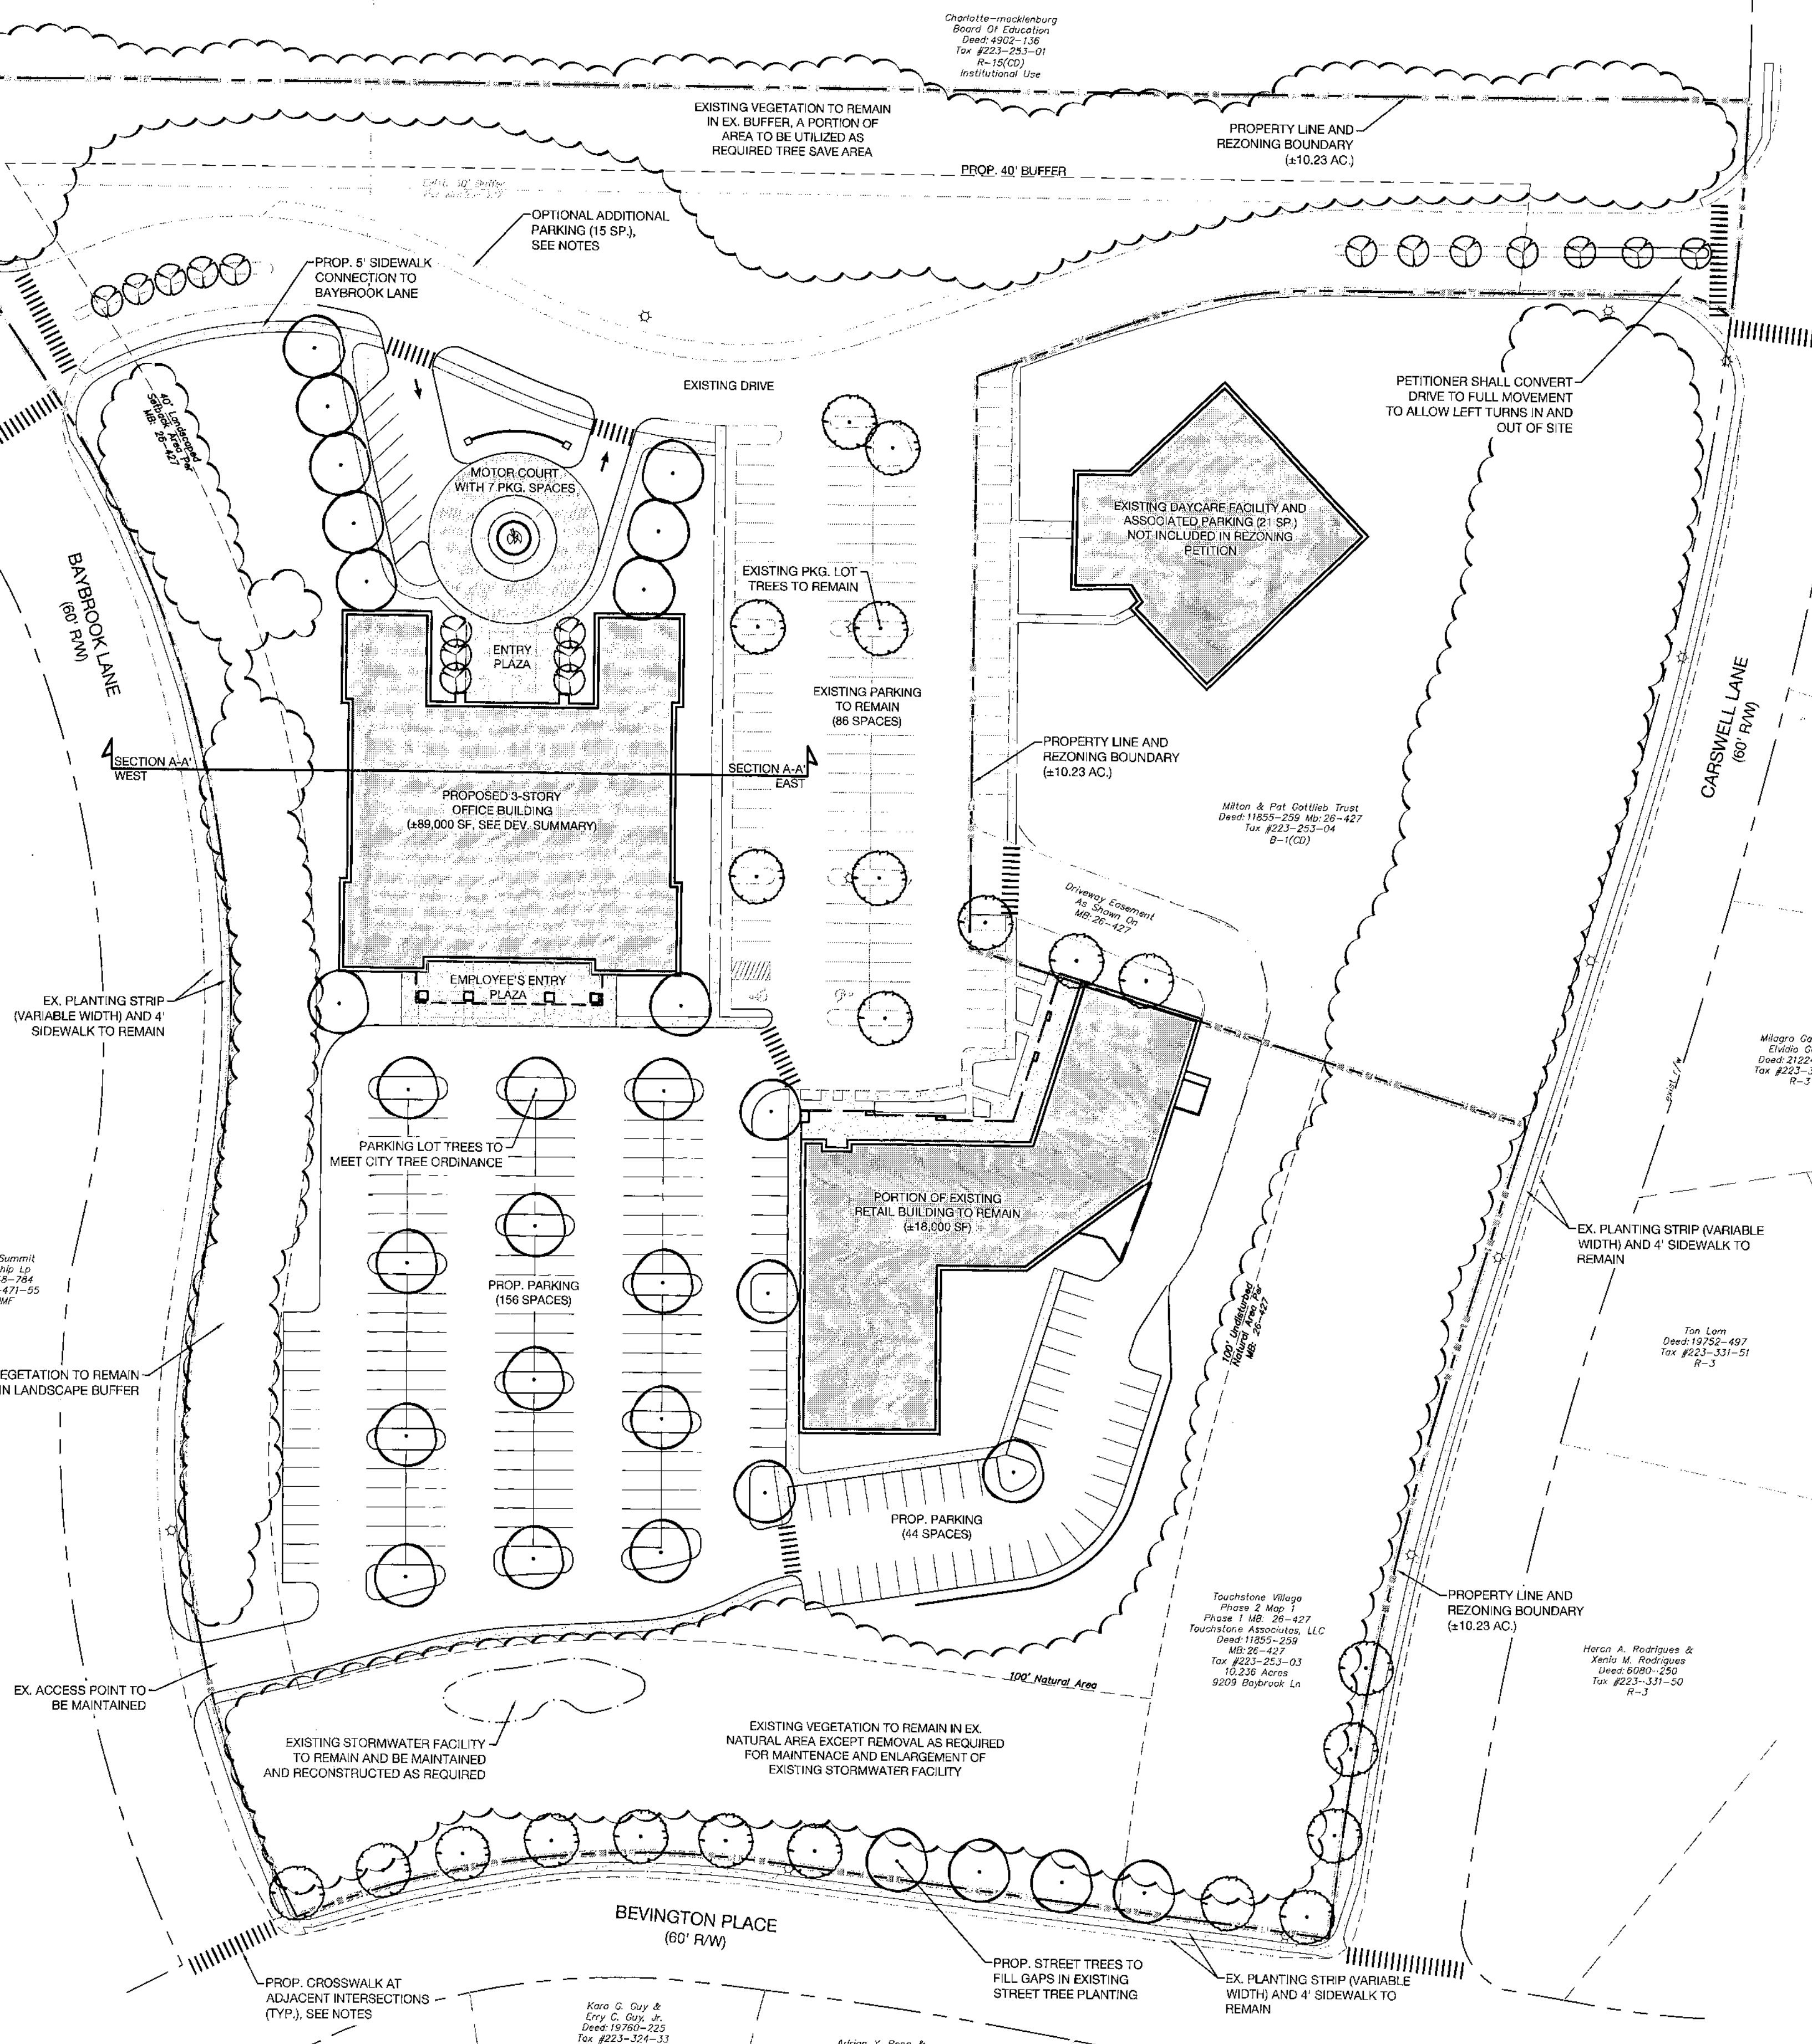 Charlotte-mecklenburg
Board Of Education
Deed: 4902-136
Tax #223-253-01
R-15(CD)
Institutional Use
EXISTING VEGETATION TO REMAIN
IN EX. BUFFER, A PORTION OF
AREA TO BE UTILIZED AS
REQUIRED TREE SAVE AREA
PROPERTY LINE AND
REZONING BOUNDARY
(±10.23 AC.)
PROP. 40' BUFFER
OPTIONAL ADDITIONAL
PARKING (15 SP.),
SEE NOTES
PROP. 5' SIDEWALK
CONNECTION TO
BAYBROOK LANE
EXISTING DRIVE
PETITIONER SHALL CONVERT
DRIVE TO FULL MOVEMENT
TO ALLOW LEFT TURNS IN AND
OUT OF SITE
40' Landscaped
Setback Area Per
MB: 26-427
MOTOR COURT
WITH 7 PKG. SPACES
EXISTING DAYCARE FACILITY AND
ASSOCIATED PARKING (21 SP.)
NOT INCLUDED IN REZONING
PETITION
EXISTING PKG. LOT
TREES TO REMAIN
BAYBROOK LANE
(60' R/W)
ENTRY
PLAZA
EXISTING PARKING
TO REMAIN
(86 SPACES)
CARSWELL LANE
(60' R/W)
PROPERTY LINE AND
REZONING BOUNDARY
(±10.23 AC.)
SECTION A-A'
WEST
SECTION A-A'
EAST
PROPOSED 3-STORY
OFFICE BUILDING
(±89,000 SF, SEE DEV. SUMMARY)
Milton & Pat Gottlieb Trust
Deed: 11855-259 Mb: 26-427
Tax #223-253-04
B-1(CD)
Driveway Easement
As Shown On
MB: 26-427
EMPLOYEE'S ENTRY
PLAZA
EX. PLANTING STRIP
(VARIABLE WIDTH) AND 4'
SIDEWALK TO REMAIN
exist r/w
PARKING LOT TREES TO
MEET CITY TREE ORDINANCE
PORTION OF EXISTING
RETAIL BUILDING TO REMAIN
(±18,000 SF)
EX. PLANTING STRIP (VARIABLE
WIDTH) AND 4' SIDEWALK TO
REMAIN
Summit
PROP. PARKING
(156 SPACES)
100' Undisturbed
Natural Area Per
MB: 26-427
Deed: 19752-497
Tax #223-331-51
R-3
EGETATION TO REMAIN
IN LANDSCAPE BUFFER
PROP. PARKING
(44 SPACES)
Touchstone Village
Phase 2 Map 1
Phase 1 MB: 26-427
Touchstone Associates, LLC
Deed: 11855-259
MB: 26-427
Tax #223-253-03
10.236 Acres
9209 Baybrook Ln
PROPERTY LINE AND
REZONING BOUNDARY
(±10.23 AC.)
A. Rodrigues &
Xenia M. Rodrigues
Deed: 6080-250
Tax #223-331-50
R-3
100' Natural Area
EX. ACCESS POINT TO
BE MAINTAINED
EXISTING STORMWATER FACILITY
TO REMAIN AND BE MAINTAINED
AND RECONSTRUCTED AS REQUIRED
EXISTING VEGETATION TO REMAIN IN EX.
NATURAL AREA EXCEPT REMOVAL AS REQUIRED
FOR MAINTENACE AND ENLARGEMENT OF
EXISTING STORMWATER FACILITY
BEVINGTON PLACE
(60' R/W)
PROP. CROSSWALK AT
ADJACENT INTERSECTIONS
(TYP.), SEE NOTES
PROP. STREET TREES TO
FILL GAPS IN EXISTING
STREET TREE PLANTING
EX. PLANTING STRIP (VARIABLE
WIDTH) AND 4' SIDEWALK TO
REMAIN
Kara G. Guy &
Erry C. Guy, Jr.
Deed: 19760-225
Tax #223-324-33